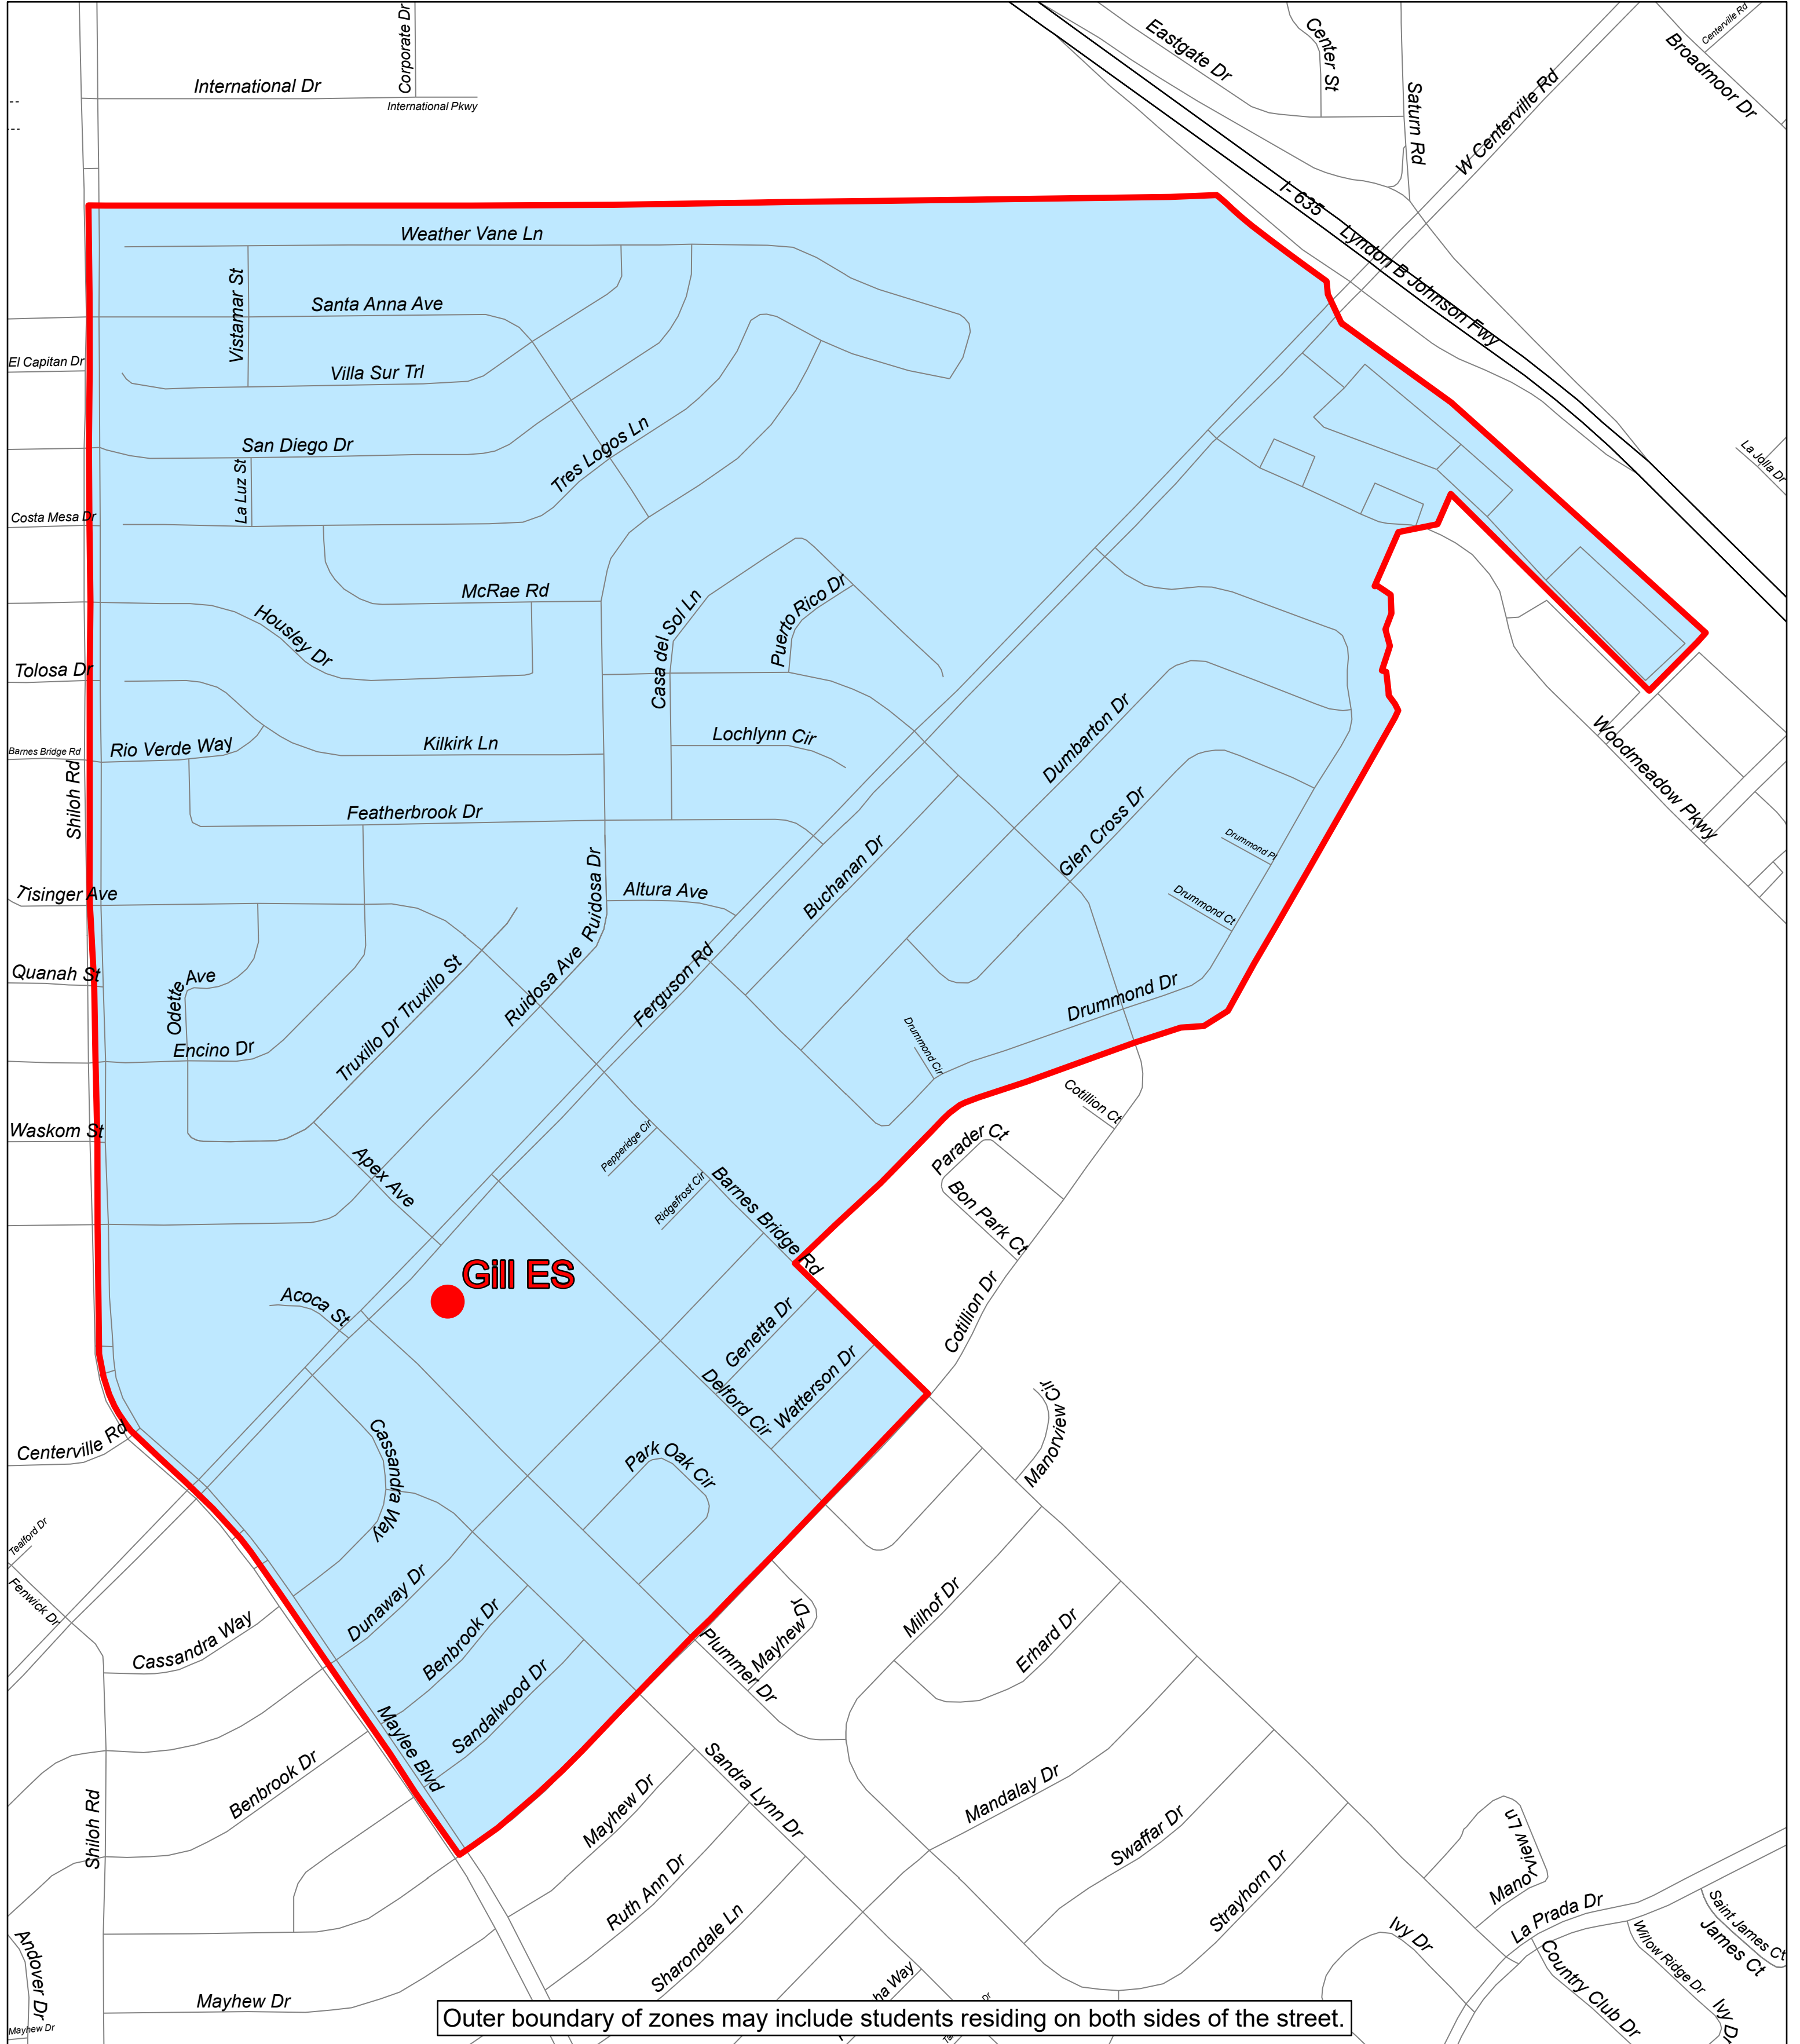 Corporate Dr
Eastgate Dr
Center St
Centerville Rd
Broadmoor Dr
International Dr
International Pkwy
Saturn Rd
W Centerville Rd
I- 635
Lyndon B Johnson Fwy
Weather Vane Ln
Vistamar St
Santa Anna Ave
El Capitan Dr
Villa Sur Trl
San Diego Dr
Tres Logos Ln
La Jolla Dr
La Luz St
Costa Mesa Dr
McRae Rd
Housley Dr
Casa del Sol Ln
Puerto Rico Dr
Tolosa Dr
Barnes Bridge Rd
Rio Verde Way
Kilkirk Ln
Lochlynn Cir
Dumbarton Dr
Woodmeadow Pkwy
Shiloh Rd
Featherbrook Dr
Buchanan Dr
Glen Cross Dr
Drummond Pl
Drummond Ct
Tisinger Ave
Ruidosa Dr
Altura Ave
Quanah St
Odette Ave
Truxillo Dr
Truxillo St
Ruidosa Ave
Ferguson Rd
Drummond Dr
Drummond Cir
Encino Dr
Waskom St
Apex Ave
Pepperidge Cir
Ridgefrost Cir
Barnes Bridge Rd
Cotillion Ct
Parader Ct
Bon Park Ct
Cotillion Dr
Gill ES
Acoca St
Genetta Dr
Delford Cir
Watterson Dr
Centerville Rd
Cassandra Way
Park Oak Cir
Manorview Cir
Tealford Dr
Fenwick Dr
Cassandra Way
Dunaway Dr
Benbrook Dr
Sandalwood Dr
Maylee Blvd
Plummer Dr
Mayhew Dr
Milhof Dr
Erhard Dr
Shiloh Rd
Benbrook Dr
Mayhew Dr
Sandra Lynn Dr
Mandalay Dr
Swaffar Dr
Strayhorn Dr
Ruth Ann Dr
Sharondale Ln
Manorview Ln
La Prada Dr
Ivy Dr
Saint James Ct
James Ct
Willow Ridge Dr
Country Club Dr
Ivy Dr
Andover Dr
Mayhew Dr
Mayhew Dr
Way
Dr
Outer boundary of zones may include students residing on both sides of the street.